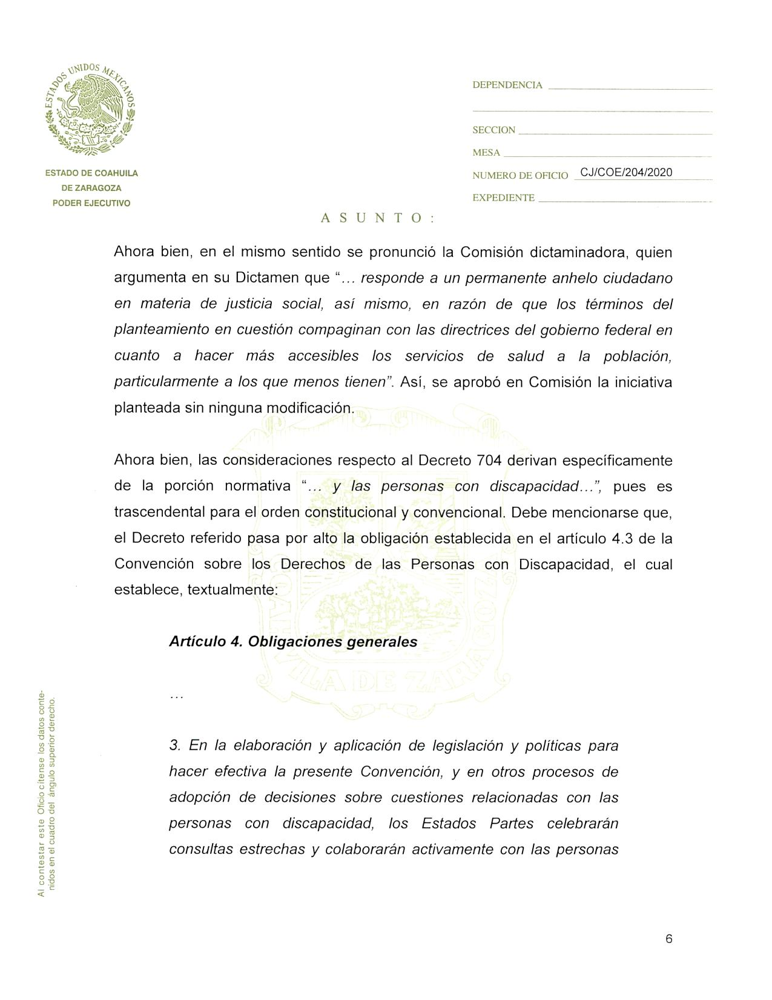 ESTADOS UNIDOS MEXICANOS
ESTADO DE COAHUILA
DE ZARAGOZA
PODER EJECUTIVO
DEPENDENCIA
SECCION
MESA
NUMERO DE OFICIO CJ/COE/204/2020
EXPEDIENTE
A S U N T O :
Ahora bien, en el mismo sentido se pronunció la Comisión dictaminadora, quien
argumenta en su Dictamen que “... responde a un permanente anhelo ciudadano
en materia de justicia social, así mismo, en razón de que los términos del
planteamiento en cuestión compaginan con las directrices del gobierno federal en
cuanto a hacer más accesibles los servicios de salud a la población,
particularmente a los que menos tienen”. Así, se aprobó en Comisión la iniciativa
planteada sin ninguna modificación.
Ahora bien, las consideraciones respecto al Decreto 704 derivan específicamente
de la porción normativa “... y las personas con discapacidad...”, pues es
trascendental para el orden constitucional y convencional. Debe mencionarse que,
el Decreto referido pasa por alto la obligación establecida en el artículo 4.3 de la
Convención sobre los Derechos de las Personas con Discapacidad, el cual
establece, textualmente:
Artículo 4. Obligaciones generales
...
3. En la elaboración y aplicación de legislación y políticas para
hacer efectiva la presente Convención, y en otros procesos de
adopción de decisiones sobre cuestiones relacionadas con las
personas con discapacidad, los Estados Partes celebrarán
consultas estrechas y colaborarán activamente con las personas
COAHVILA DE ZARAGOZA
Al contestar este Oficio cítense los datos conte-
nidos en el cuadro del ángulo superior derecho.
6